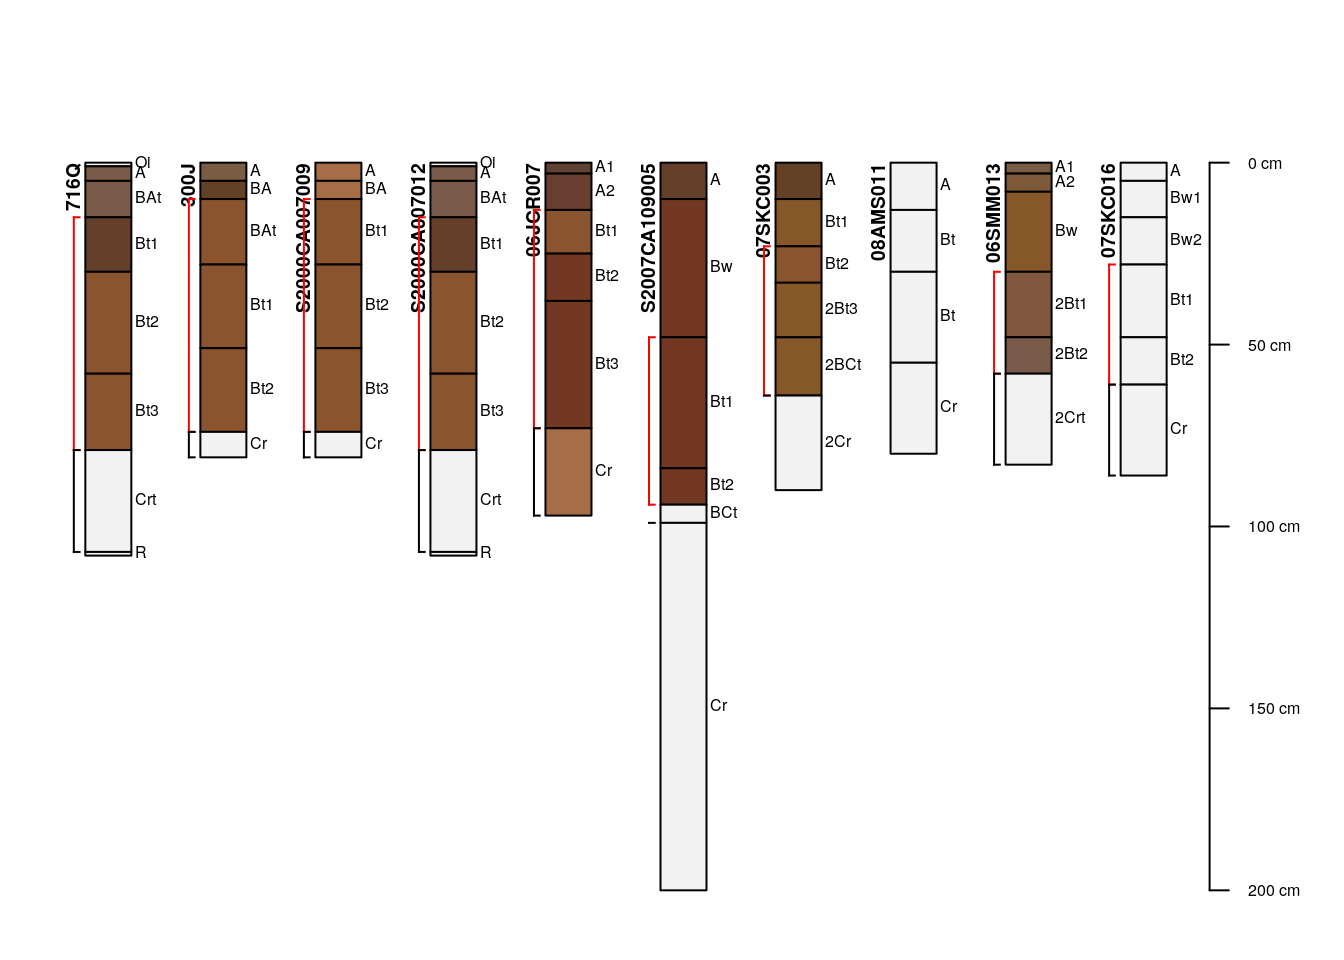 716Q
Oi
A
BAt
Bt1
Bt2
Bt3
Crt
R
300J
A
BA
BAt
Bt1
Bt2
Cr
S2000CA007009
A
BA
Bt1
Bt2
Bt3
Cr
S2000CA007012
Oi
A
BAt
Bt1
Bt2
Bt3
Crt
R
06JCR007
A1
A2
Bt1
Bt2
Bt3
Cr
S2007CA109005
A
Bw
Bt1
Bt2
BCt
Cr
07SKC003
A
Bt1
Bt2
2Bt3
2BCt
2Cr
08AMS011
A
Bt
Bt
Cr
06SMM013
A1
A2
Bw
2Bt1
2Bt2
2Crt
07SKC016
A
Bw1
Bw2
Bt1
Bt2
Cr
0 cm
50 cm
100 cm
150 cm
200 cm